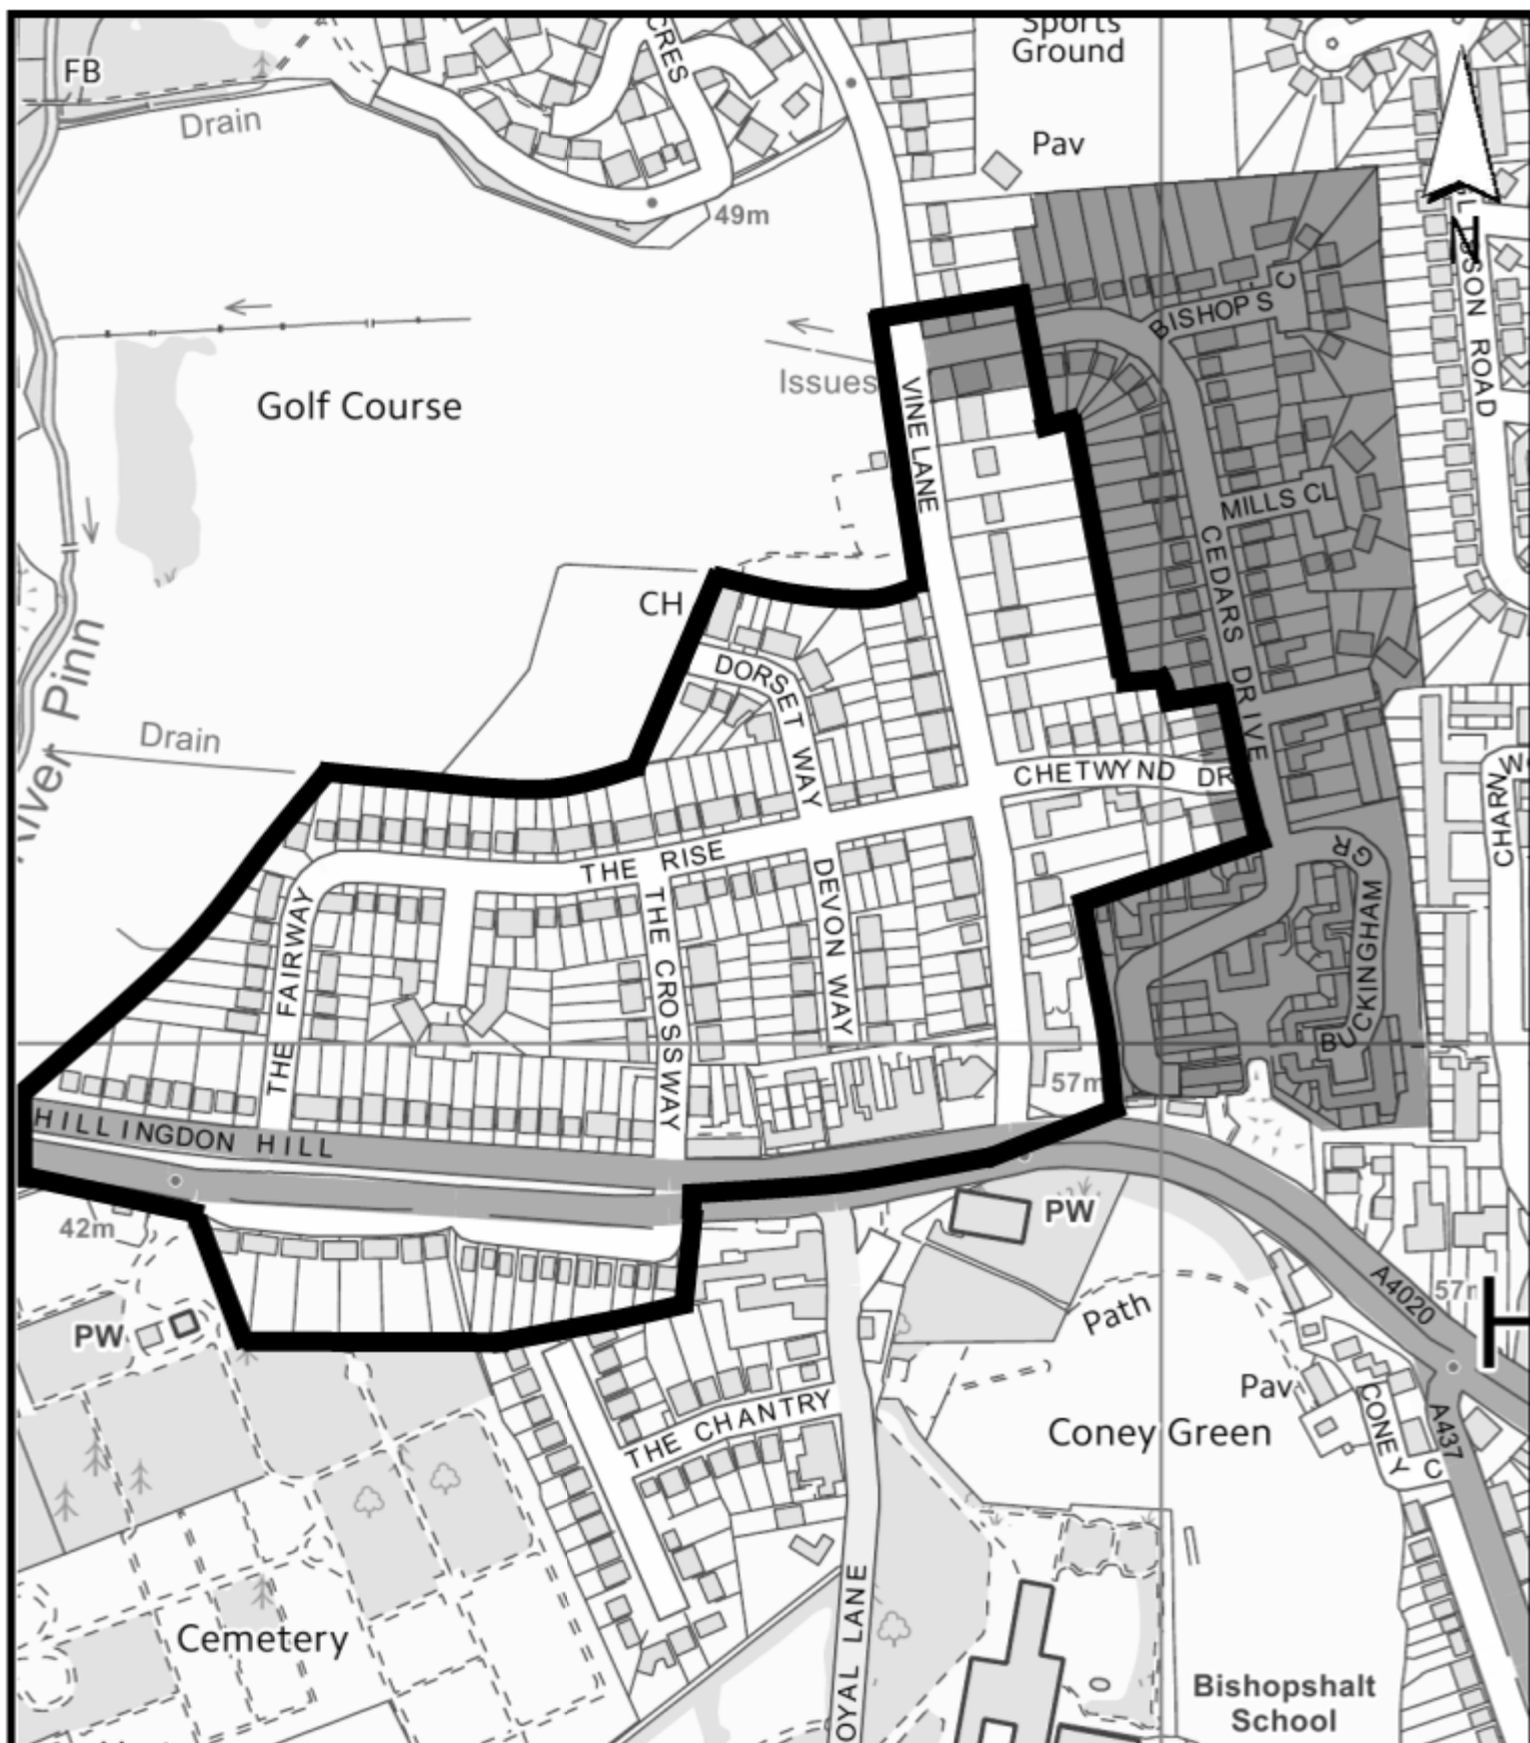 CRES
Sports
Ground
FB
Drain
Pav
49m
N
BISHOP'S C
SON ROAD
Issues
Golf Course
VINE LANE
MILLS CL
CEDARS DRIVE
CH
River Pinn
DORSET WAY
Drain
CHETWYND DR
CHARW
THE RISE
GR
BUCKINGHAM
THE FAIRWAY
THE CROSSWAY
DEVON WAY
57m
HILLINGDON HILL
42m
PW
PW
Path
A4020
Pav
CONEY C
A437
THE CHANTRY
Coney Green
Cemetery
OYAL LANE
Bishopshalt
School